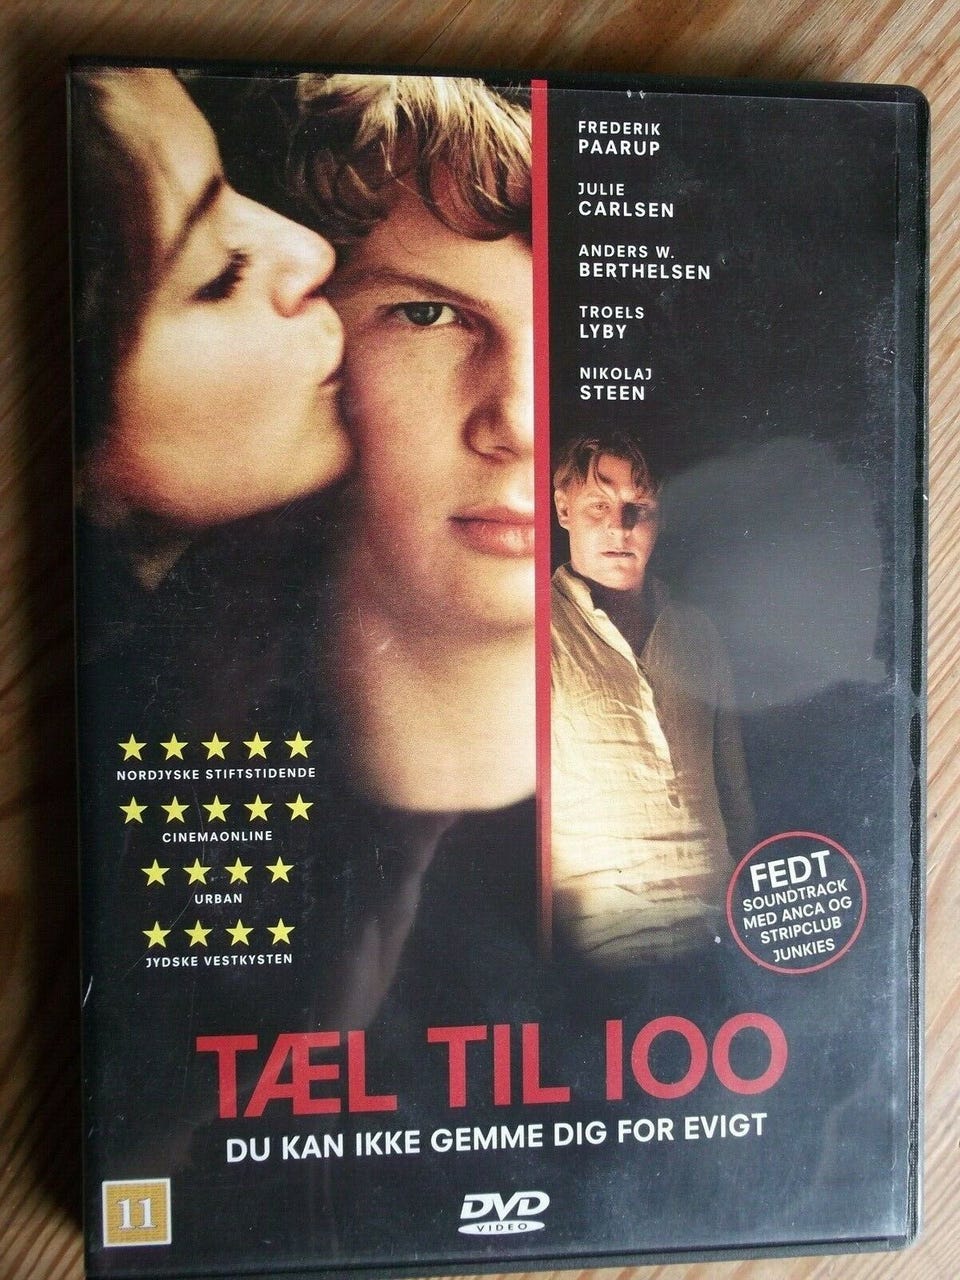 FREDERIK
PAARUP
JULIE
CARLSEN
ANDERS W.
BERTHELSEN
TROELS
LYBY
NIKOLAJ
STEEN
NORDJYSKE STIFTSTIDENDE
CINEMAONLINE
URBAN
JYDSKE VESTKYSTEN
FEDT
SOUNDTRACK
MED ANCA OG
STRIPCLUB
JUNKIES
TÆL TIL 100
DU KAN IKKE GEMME DIG FOR EVIGT
11
DVD
VIDEO